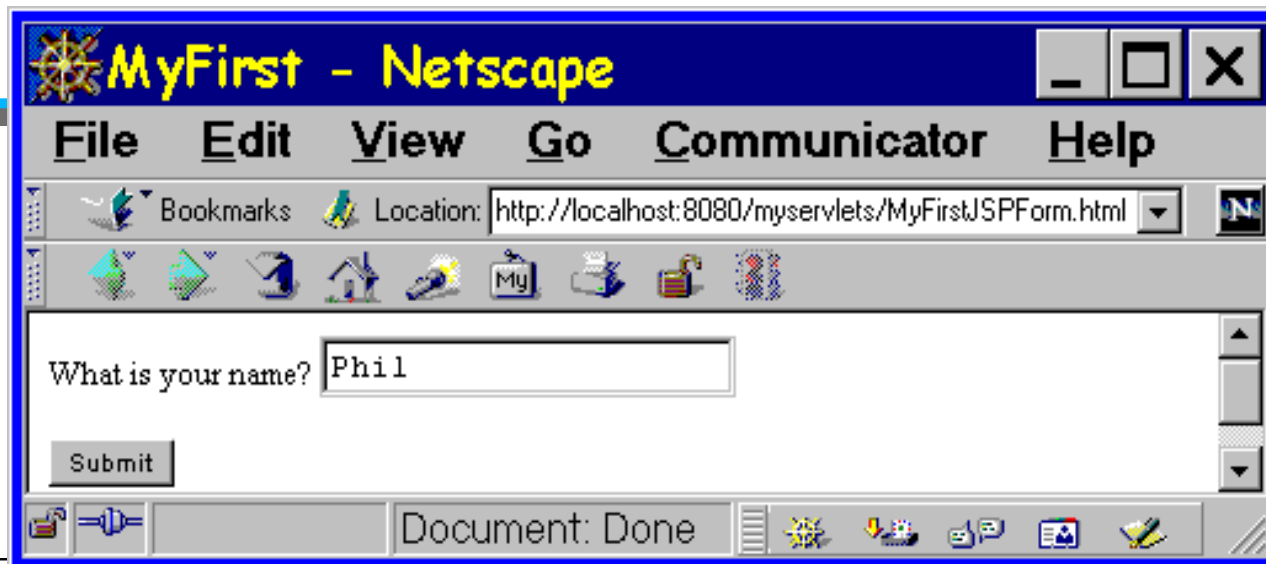 MyFirst - Netscape
File Edit View Go Communicator Help
Bookmarks Location: http://localhost:8080/myservlets/MyFirstJSPForm.html N
My
What is your name? Phil
Submit
Document: Done